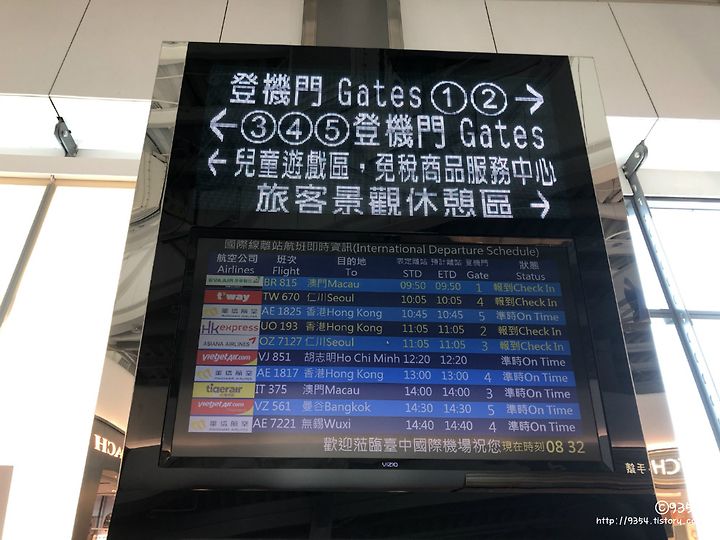 登機門 Gates ① ② →
← ③ ④ ⑤ 登機門 Gates
← 兒童遊戲區，免稅商品服務中心
旅客景觀休憩區 →
國際線離站航班即時資訊(International Departure Schedule)
航空公司 班次 目的地 表定離站 預計離站 登機門 狀態
Airlines Flight To STD ETD Gate Status
BR 815 澳門Macau 09:50 09:50 1 報到Check In
t'way TW 670 仁川Seoul 10:05 10:05 4 報到Check In
華信航空 AE 1825 香港Hong Kong 10:45 10:45 5 準時On Time
HK express UO 193 香港Hong Kong 11:05 11:05 2 報到Check In
ASIANA AIRLINES OZ 7127 仁川Seoul 11:05 11:05 3 報到Check In
vietjetair.com VJ 851 胡志明Ho Chi Minh 12:20 12:20 準時On Time
華信航空 AE 1817 香港Hong Kong 13:00 13:00 4 準時On Time
tigerair IT 375 澳門Macau 14:00 14:00 3 準時On Time
vietjetair.com VZ 561 曼谷Bangkok 14:30 14:30 5 準時On Time
華信航空 AE 7221 無錫Wuxi 14:40 14:40 4 準時On Time
歡迎蒞臨臺中國際機場祝您 現在時刻 08 32
VIZIO
©9354
http://9354.tistory.co